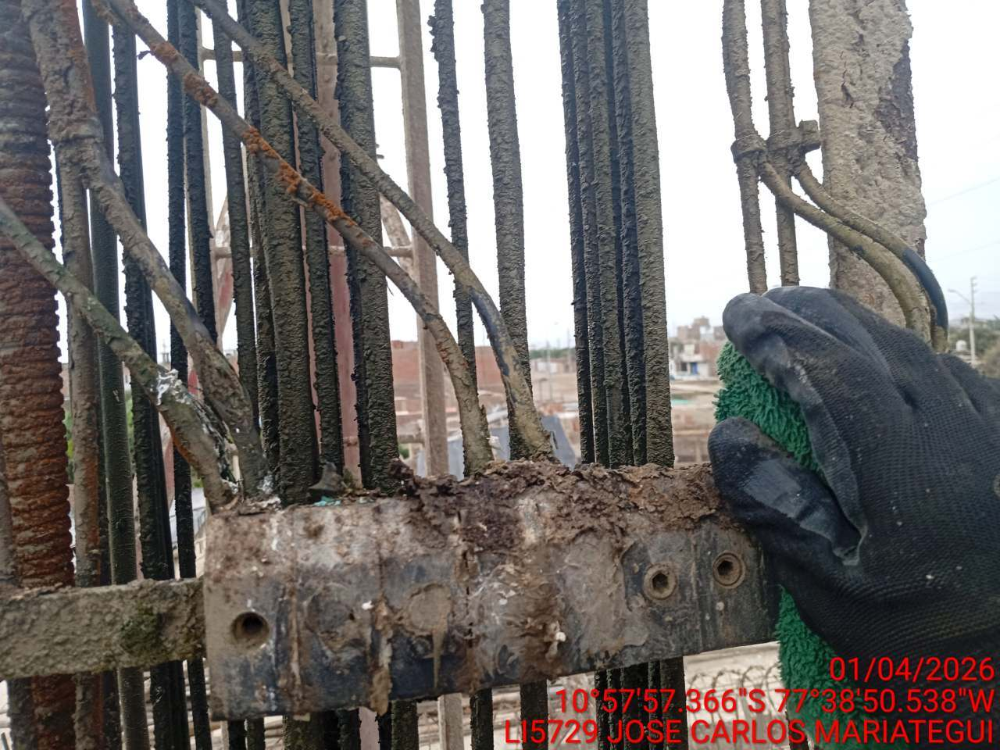 01/04/2026
10°57'57.366"S 77°38'50.538"W
LI5729 JOSE CARLOS MARIATEGUI